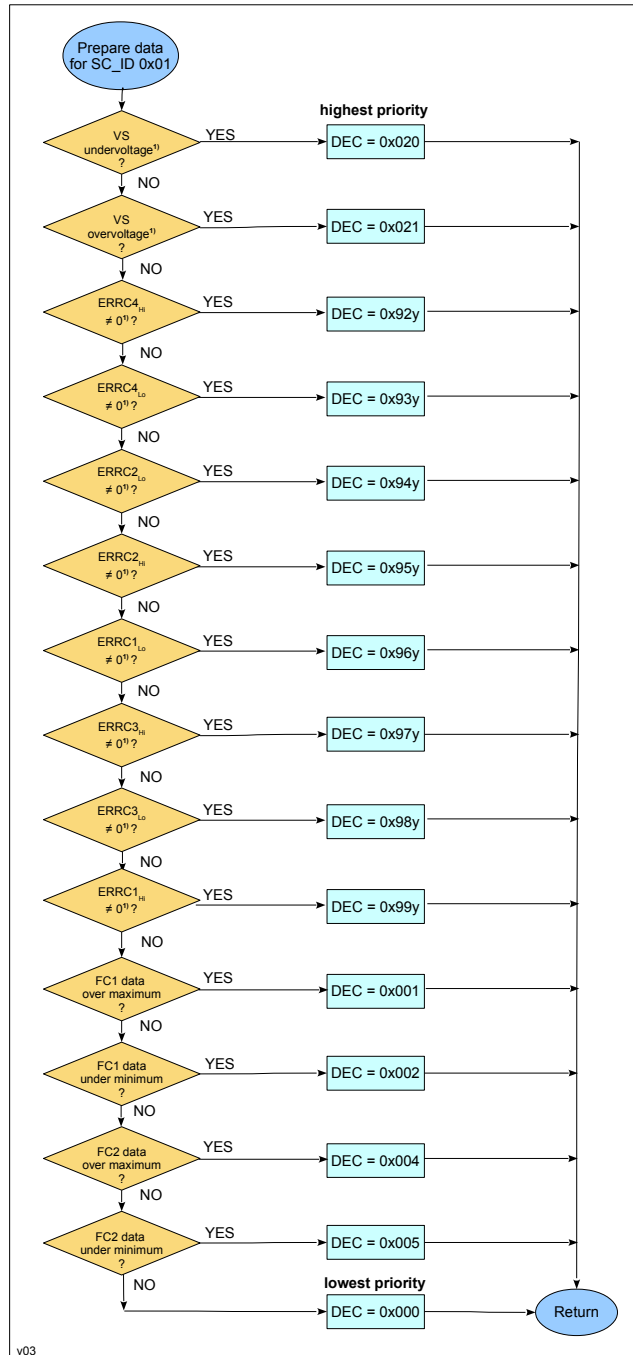 Prepare data
for SC_ID 0x01
highest priority
VS
undervoltage¹⁾
?
YES
DEC = 0x020
NO
VS
overvoltage¹⁾
?
YES
DEC = 0x021
NO
ERRC4Hi
≠ 0¹⁾ ?
YES
DEC = 0x92y
NO
ERRC4Lo
≠ 0¹⁾ ?
YES
DEC = 0x93y
NO
ERRC2Lo
≠ 0¹⁾ ?
YES
DEC = 0x94y
NO
ERRC2Hi
≠ 0¹⁾ ?
YES
DEC = 0x95y
NO
ERRC1Lo
≠ 0¹⁾ ?
YES
DEC = 0x96y
NO
ERRC3Hi
≠ 0¹⁾ ?
YES
DEC = 0x97y
NO
ERRC3Lo
≠ 0¹⁾ ?
YES
DEC = 0x98y
NO
ERRC1Hi
≠ 0¹⁾ ?
YES
DEC = 0x99y
NO
FC1 data
over maximum
?
YES
DEC = 0x001
NO
FC1 data
under minimum
?
YES
DEC = 0x002
NO
FC2 data
over maximum
?
YES
DEC = 0x004
NO
FC2 data
under minimum
?
YES
DEC = 0x005
NO
lowest priority
DEC = 0x000
Return
v03